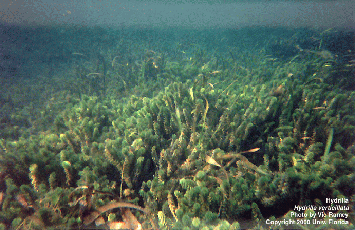 Hydrilla
Hydrilla verticillata
Photo by Vic Ramey
Copyright 2000 Univ. Florida